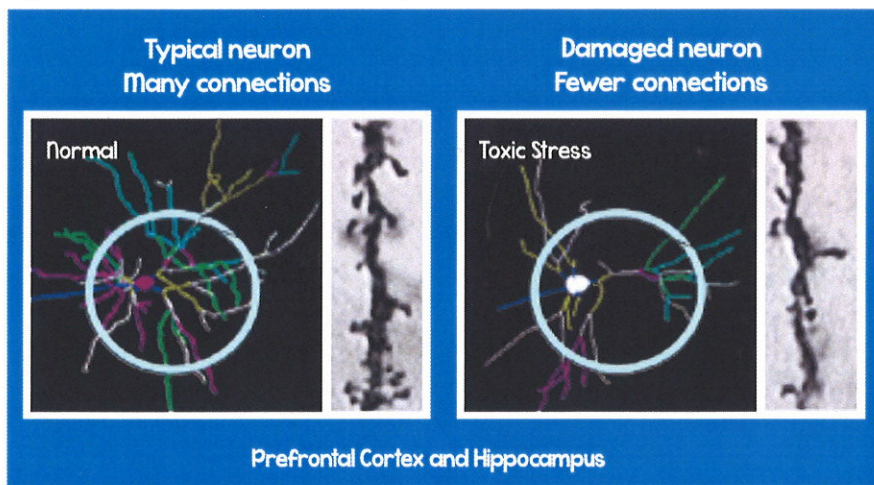 Typical neuron
Many connections
Damaged neuron
Fewer connections
Normal
Toxic Stress
Prefrontal Cortex and Hippocampus